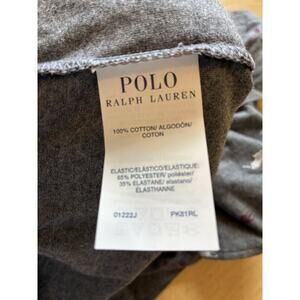 POLO
RALPH LAUREN
100% COTTON/ ALGODÓN/
COTON
ELASTIC/ELÁSTICO/ELASTIQUE:
65% POLYESTER/ poliéster/
35% ELASTANE/ elastano/
ÉLASTHANNE
01222J PK81RL